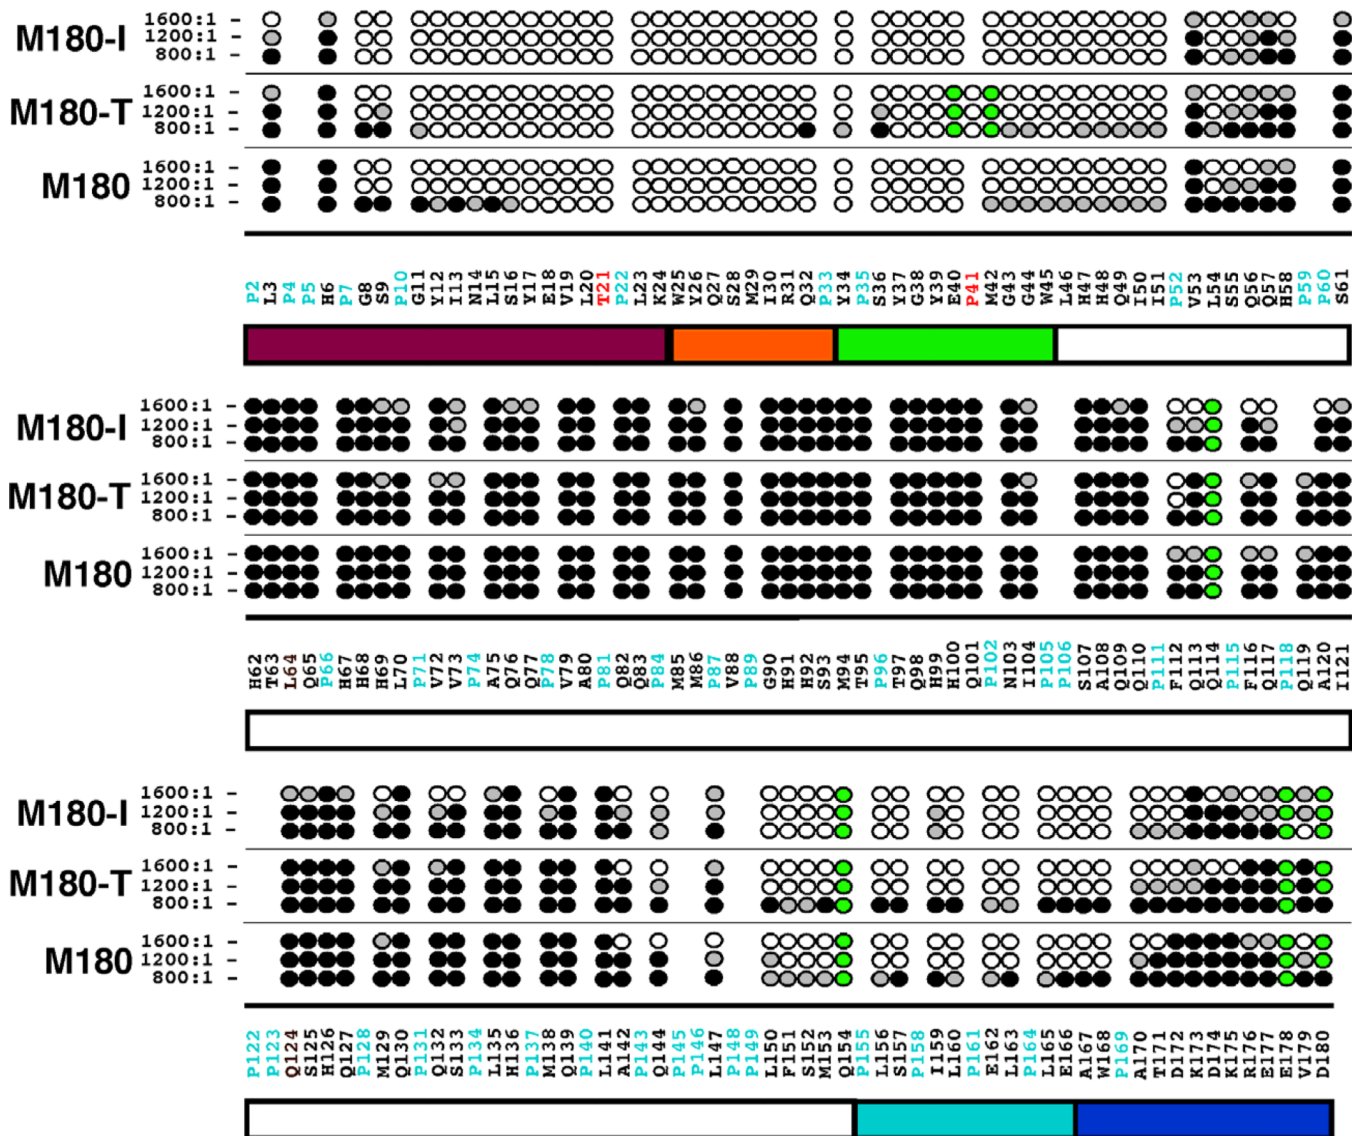 M180-I 1600:1 –
1200:1 –
800:1 –
M180-T 1600:1 –
1200:1 –
800:1 –
M180 1600:1 –
1200:1 –
800:1 –
P2 L3 P4 P5 H6 P7 G8 S9 P10 G11 Y12 I13 N14 L15 S16 Y17 E18 V19 L20 T21 P22 L23 K24 W25 Y26 Q27 S28 M29 I30 R31 Q32 P33 Y34 P35 S36 Y37 G38 Y39 E40 P41 M42 G43 G44 W45 L46 H47 H48 Q49 I50 I51 P52 V53 L54 S55 Q56 Q57 H58 P59 P60 S61
M180-I 1600:1 –
1200:1 –
800:1 –
M180-T 1600:1 –
1200:1 –
800:1 –
M180 1600:1 –
1200:1 –
800:1 –
H62 T63 L64 Q65 P66 H67 H68 H69 L70 P71 V72 V73 P74 A75 Q76 Q77 P78 V79 A80 P81 Q82 Q83 P84 M85 M86 P87 V88 P89 G90 H91 H92 S93 M94 T95 P96 T97 Q98 H99 H100 Q101 P102 N103 I104 P105 P106 S107 A108 Q109 Q110 P111 F112 Q113 Q114 P115 F116 Q117 P118 Q119 A120 I121
M180-I 1600:1 –
1200:1 –
800:1 –
M180-T 1600:1 –
1200:1 –
800:1 –
M180 1600:1 –
1200:1 –
800:1 –
P122 P123 Q124 S125 H126 Q127 P128 M129 Q130 P131 Q132 S133 P134 L135 H136 P137 M138 Q139 P140 L141 A142 P143 Q144 P145 P146 L147 P148 P149 L150 F151 S152 M153 Q154 P155 L156 S157 P158 I159 L160 P161 E162 L163 P164 L165 E166 A167 W168 P169 A170 T171 D172 K173 D174 K175 R176 E177 E178 V179 D180